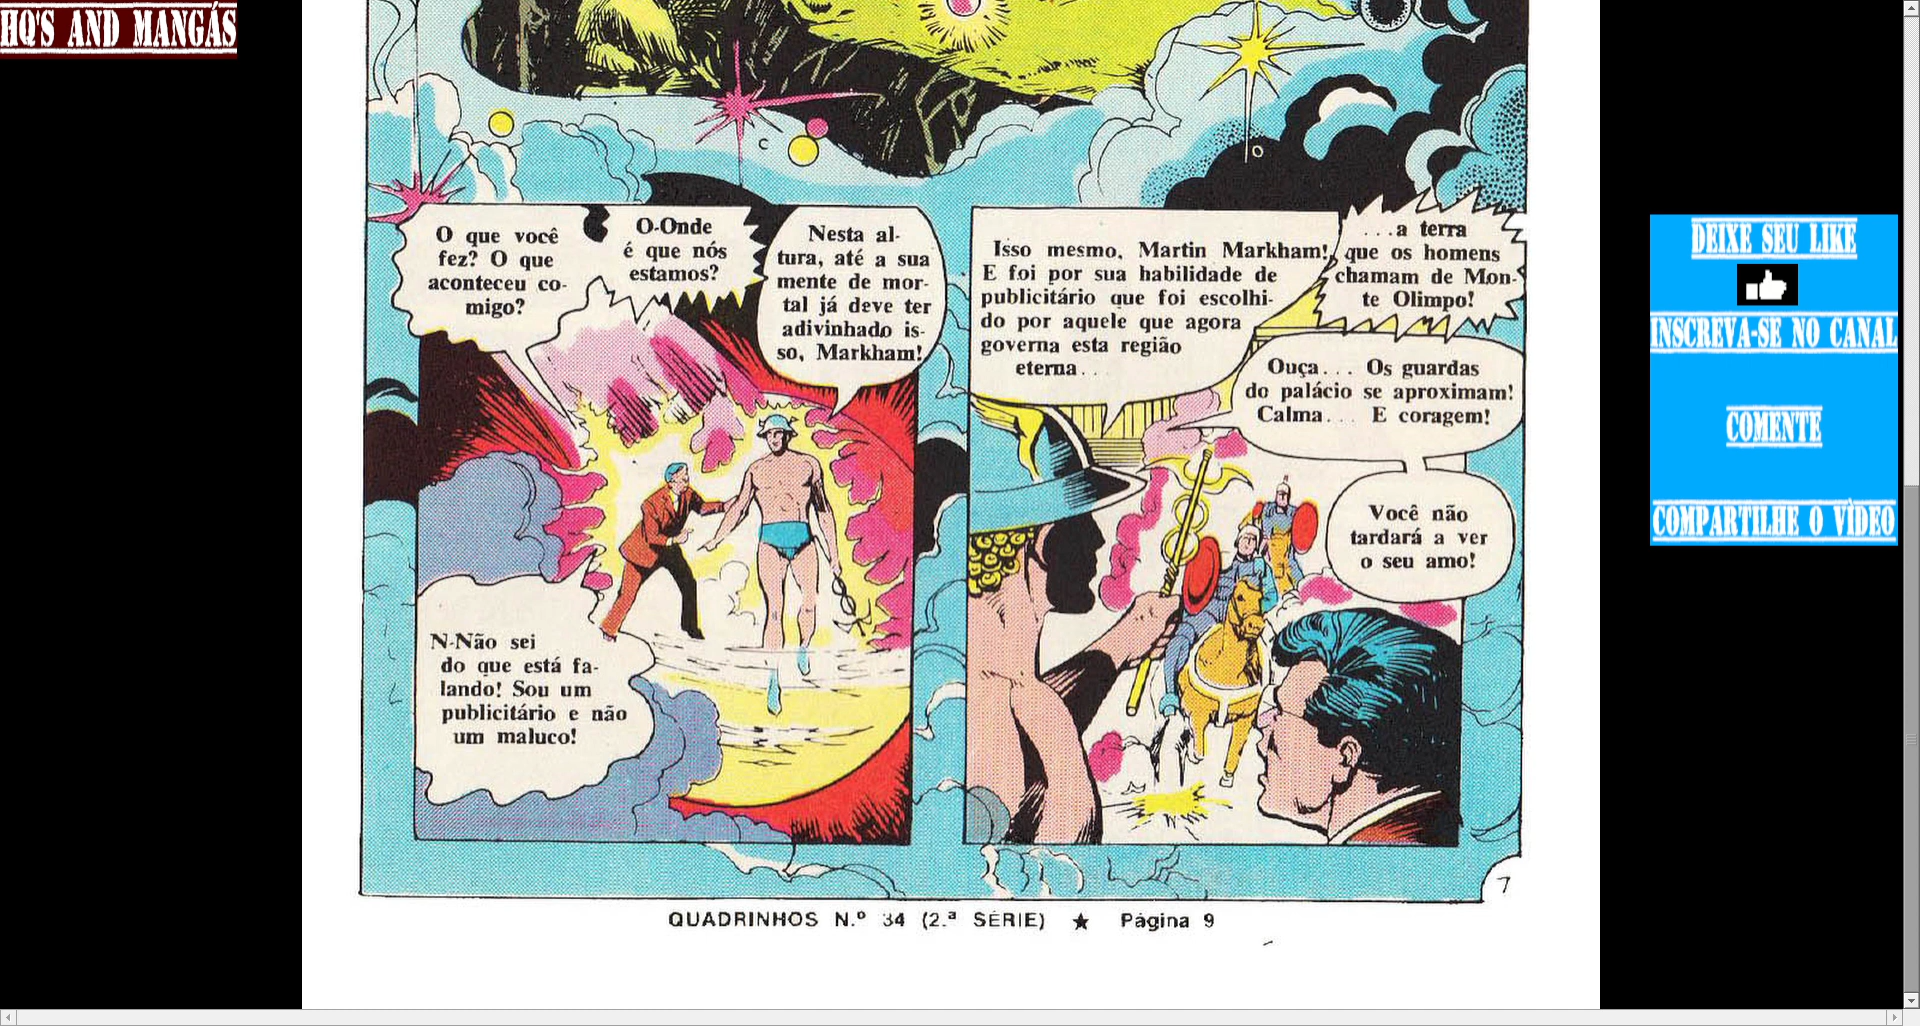 HQ'S AND MANGÁS
O que você
fez? O que
aconteceu co-
migo?
O-Onde
é que nós
estamos?
Nesta al-
tura, até a sua
mente de mor-
tal já deve ter
adivinhado is-
so, Markham!
N-Não sei
do que está fa-
lando! Sou um
publicitário e não
um maluco!
Isso mesmo, Martin Markham!
E foi por sua habilidade de
publicitário que foi escolhi-
do por aquele que agora
governa esta região
eterna...
...a terra
que os homens
chamam de Mon-
te Olimpo!
Ouça... Os guardas
do palácio se aproximam!
Calma... E coragem!
Você não
tardará a ver
o seu amo!
7
QUADRINHOS N.º 34 (2.ª SÉRIE) ★ Página 9
DEIXE SEU LIKE
INSCREVA-SE NO CANAL
COMENTE
COMPARTILHE O VÍDEO